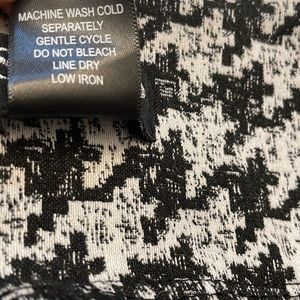 MACHINE WASH COLD
SEPARATELY
GENTLE CYCLE
DO NOT BLEACH
LINE DRY
LOW IRON